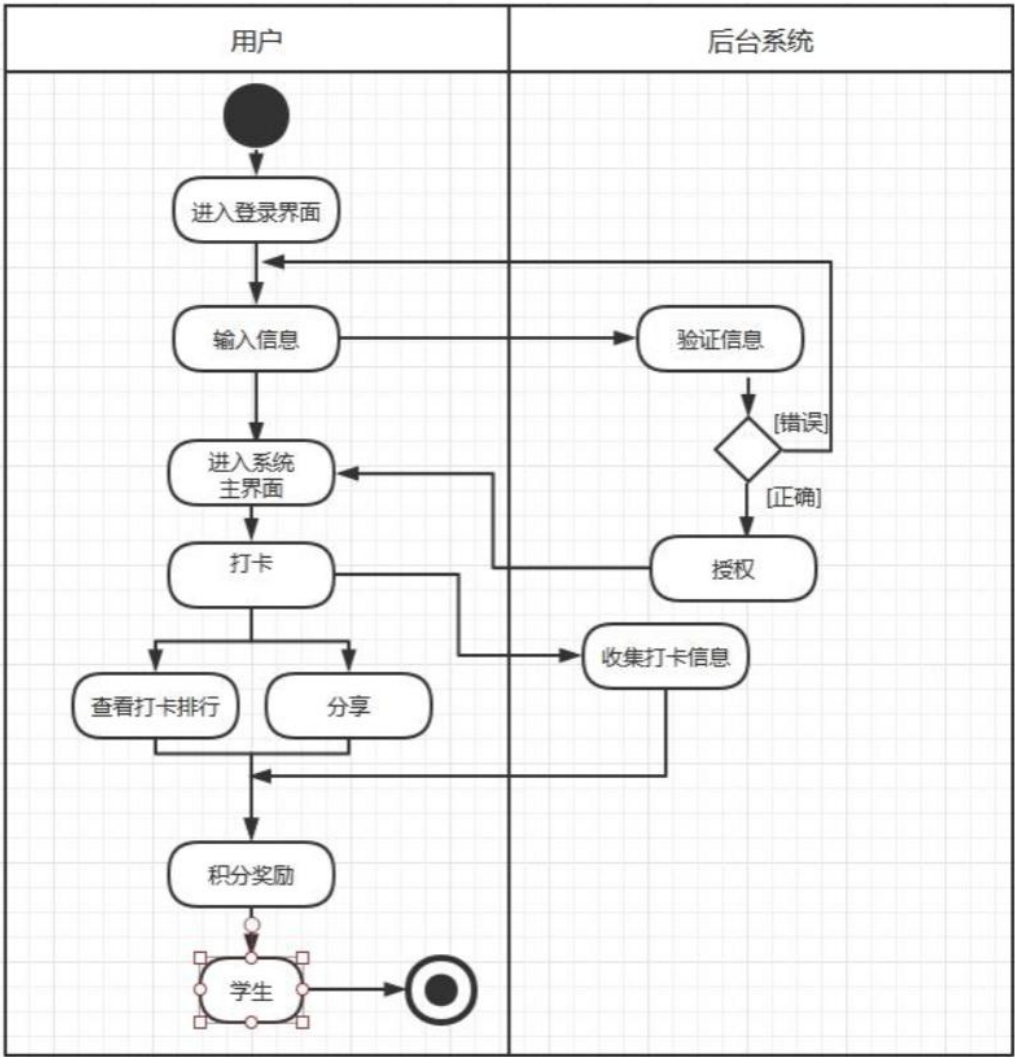 用户
后台系统
进入登录界面
输入信息
验证信息
[错误]
进入系统
主界面
[正确]
打卡
授权
收集打卡信息
查看打卡排行
分享
积分奖励
学生